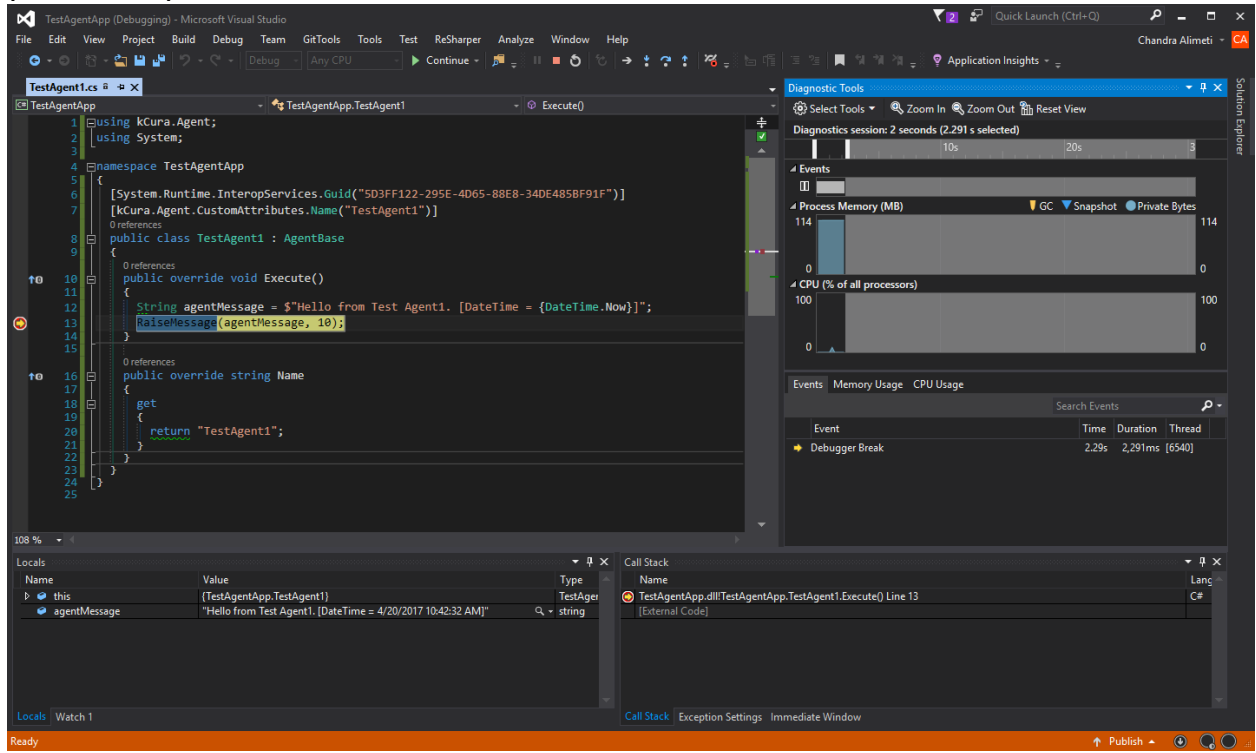 TestAgentApp (Debugging) - Microsoft Visual Studio
2
Quick Launch (Ctrl+Q)
File Edit View Project Build Debug Team GitTools Tools Test ReSharper Analyze Window Help
Chandra Alimeti
CA
Debug Any CPU Continue Application Insights
TestAgent1.cs
TestAgentApp TestAgentApp.TestAgent1 Execute()
1 using kCura.Agent;
2 using System;
3
4 namespace TestAgentApp
5 {
6 [System.Runtime.InteropServices.Guid("5D3FF122-295E-4D65-88E8-34DE485BF91F")]
7 [kCura.Agent.CustomAttributes.Name("TestAgent1")]
0 references
8 public class TestAgent1 : AgentBase
9 {
0 references
10 public override void Execute()
11 {
12 String agentMessage = $"Hello from Test Agent1. [DateTime = {DateTime.Now}]";
13 RaiseMessage(agentMessage, 10);
14 }
15
0 references
16 public override string Name
17 {
18 get
19 {
20 return "TestAgent1";
21 }
22 }
23 }
24 }
25
108 %
Diagnostic Tools
Select Tools Zoom In Zoom Out Reset View
Diagnostics session: 2 seconds (2.291 s selected)
10s 20s 3
Events
Process Memory (MB) GC Snapshot Private Bytes
114 114
0 0
CPU (% of all processors)
100 100
0 0
Events Memory Usage CPU Usage
Search Events
Event Time Duration Thread
Debugger Break 2.29s 2,291ms [6540]
Solution Explorer
Locals
Name Value Type
this {TestAgentApp.TestAgent1} TestAger
agentMessage "Hello from Test Agent1. [DateTime = 4/20/2017 10:42:32 AM]" string
Locals Watch 1
Call Stack
Name Lang
TestAgentApp.dll!TestAgentApp.TestAgent1.Execute() Line 13 C#
[External Code]
Call Stack Exception Settings Immediate Window
Ready
Publish